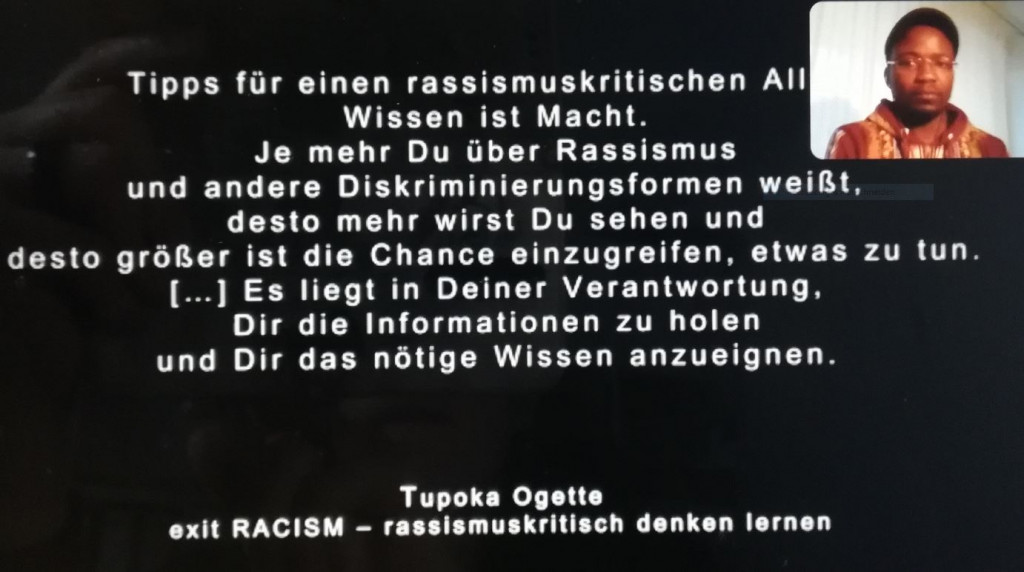 Tipps für einen rassismuskritischen All
Wissen ist Macht.
Je mehr Du über Rassismus
und andere Diskriminierungsformen weißt,
desto mehr wirst Du sehen und
desto größer ist die Chance einzugreifen, etwas zu tun.
[...] Es liegt in Deiner Verantwortung,
Dir die Informationen zu holen
und Dir das nötige Wissen anzueignen.
Tupoka Ogette
exit RACISM – rassismuskritisch denken lernen